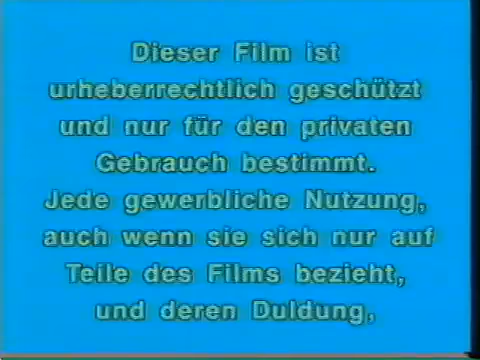 Dieser Film ist
urheberrechtlich geschützt
und nur für den privaten
Gebrauch bestimmt.
Jede gewerbliche Nutzung,
auch wenn sie sich nur auf
Teile des Films bezieht,
und deren Duldung,